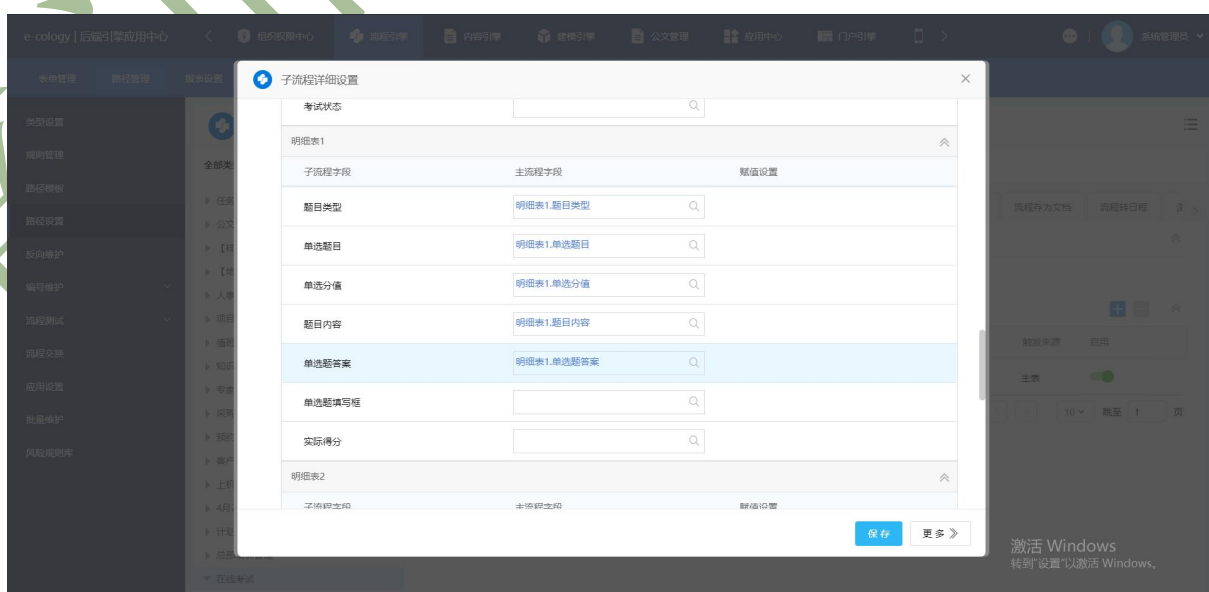 e-cology | 后端引擎应用中心 组织权限中心 流程引擎 内容引擎 建模引擎 公文管理 应用中心 门户引擎 系统管理员
表单管理 路径管理 报表设置
子流程详细设置
考试状态
类型设置
明细表1
规则管理
全部类
子流程字段 主流程字段 赋值设置
路径模板
题目类型 明细表1.题目类型
流程存为文档 流程转日程
路径设置
单选题目 明细表1.单选题目
反向维护
单选分值 明细表1.单选分值
编号维护
流程测试
题目内容 明细表1.题目内容
触发来源 启用
流程交换
单选题答案 明细表1.单选题答案
主表
应用设置
单选题填写框
10 跳至 1 页
批量维护
实际得分
风险规则库
明细表2
子流程字段 主流程字段 赋值设置
保存 更多
激活 Windows
转到"设置"以激活 Windows。
在线考试